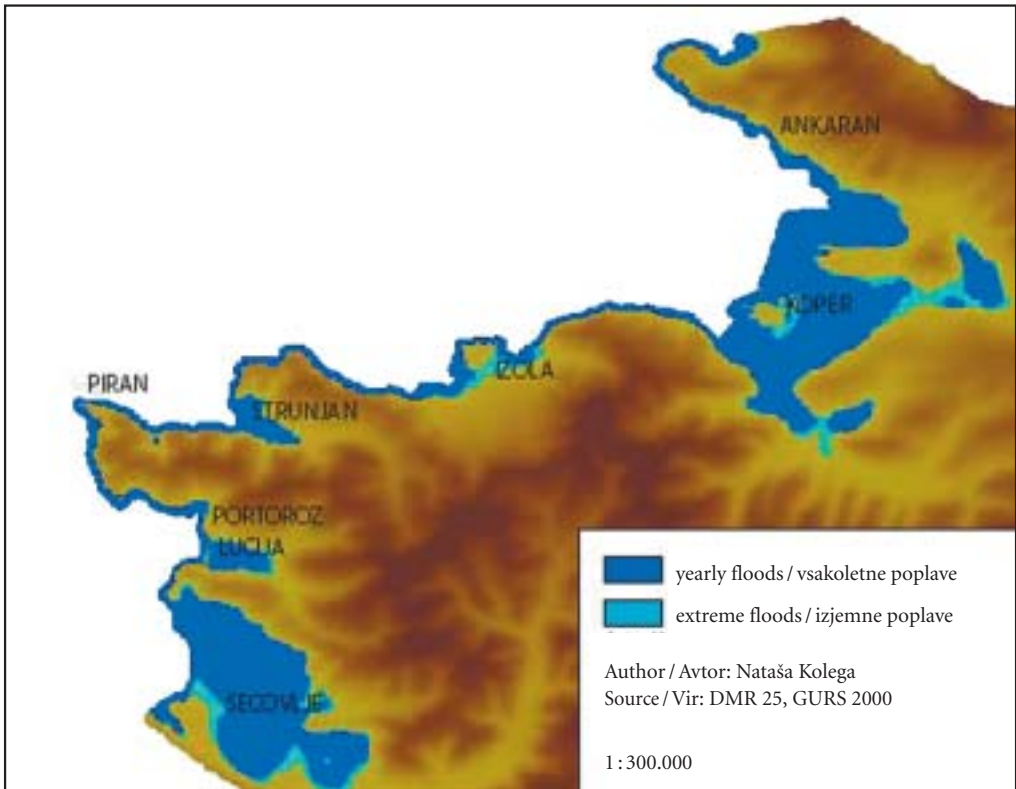 ANKARAN
KOPER
IZOLA
PIRAN
STRUNJAN
PORTOROZ
LUCIJA
SECOVLJE
yearly floods / vsakoletne poplave
extreme floods / izjemne poplave
Author / Avtor: Nataša Kolega
Source / Vir: DMR 25, GURS 2000
1 : 300.000